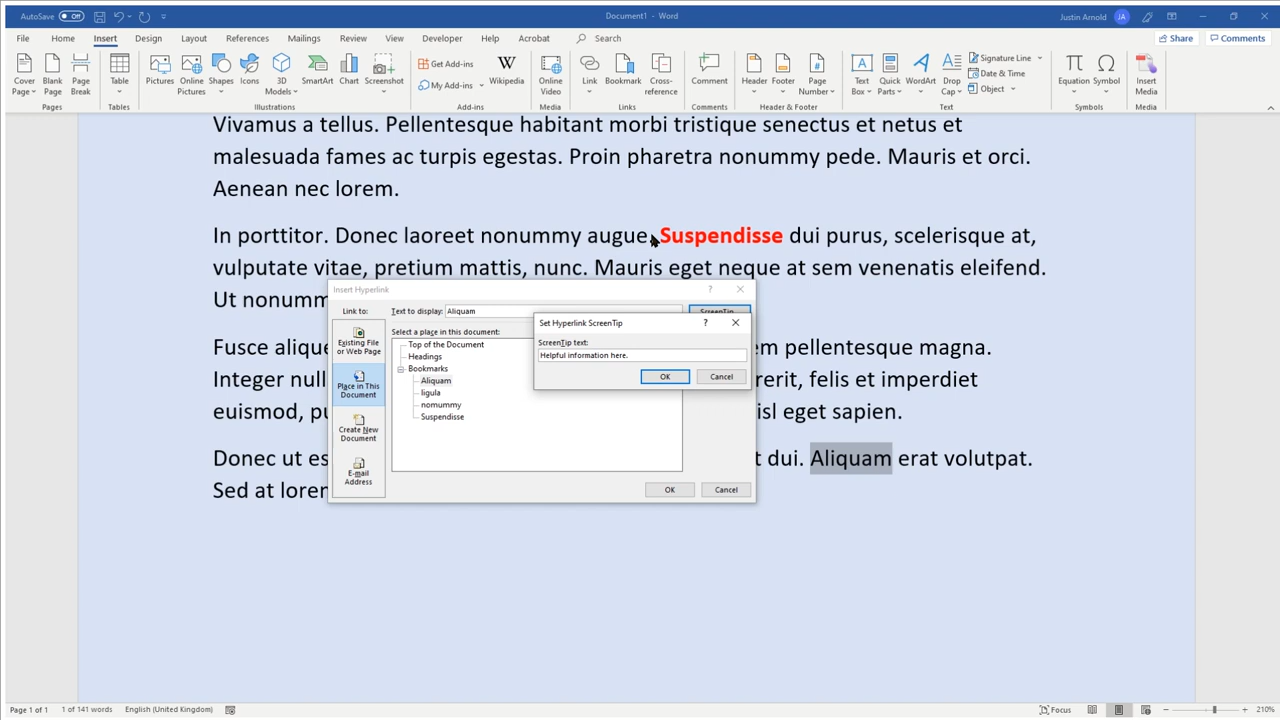 AutoSave Off
Document1 - Word
Justin Arnold JA
File Home Insert Design Layout References Mailings Review View Developer Help Acrobat Search Share Comments
Cover Page
Blank Page
Page Break
Pages
Table
Tables
Pictures
Online Pictures
Shapes
Icons
3D Models
SmartArt
Chart
Screenshot
Illustrations
Get Add-ins
My Add-ins
Wikipedia
Add-ins
Online Video
Media
Link
Bookmark
Cross-reference
Links
Comment
Comments
Header
Footer
Page Number
Header & Footer
Text Box
Quick Parts
WordArt
Drop Cap
Signature Line
Date & Time
Object
Text
Equation
Symbol
Symbols
Insert Media
Media
Vivamus a tellus. Pellentesque habitant morbi tristique senectus et netus et
malesuada fames ac turpis egestas. Proin pharetra nonummy pede. Mauris et orci.
Aenean nec lorem.
In porttitor. Donec laoreet nonummy augue. Suspendisse dui purus, scelerisque at,
vulputate vitae, pretium mattis, nunc. Mauris eget neque at sem venenatis eleifend.
Ut nonumm
Fusce alique
em pellentesque magna.
Integer null
rerit, felis et imperdiet
euismod, pu
isl eget sapien.
Donec ut es
t dui. Aliquam erat volutpat.
Sed at loren
Insert Hyperlink
Link to:
Text to display: Aliquam
ScreenTip...
Existing File or Web Page
Place in This Document
Create New Document
E-mail Address
Select a place in this document:
Top of the Document
Headings
Bookmarks
Aliquam
ligula
nomummy
Suspendisse
OK Cancel
Set Hyperlink ScreenTip
ScreenTip text:
Helpful information here.
OK Cancel
Page 1 of 1 1 of 141 words English (United Kingdom)
Focus
210%